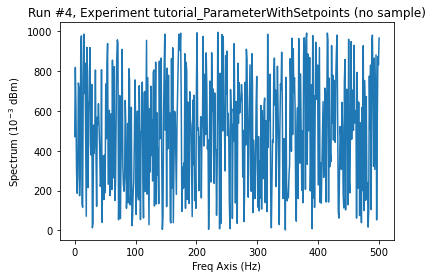 Run #4, Experiment tutorial_ParameterWithSetpoints (no sample)
1000
800
600
400
200
0
Spectrum (10⁻³ dBm)
0 100 200 300 400 500
Freq Axis (Hz)